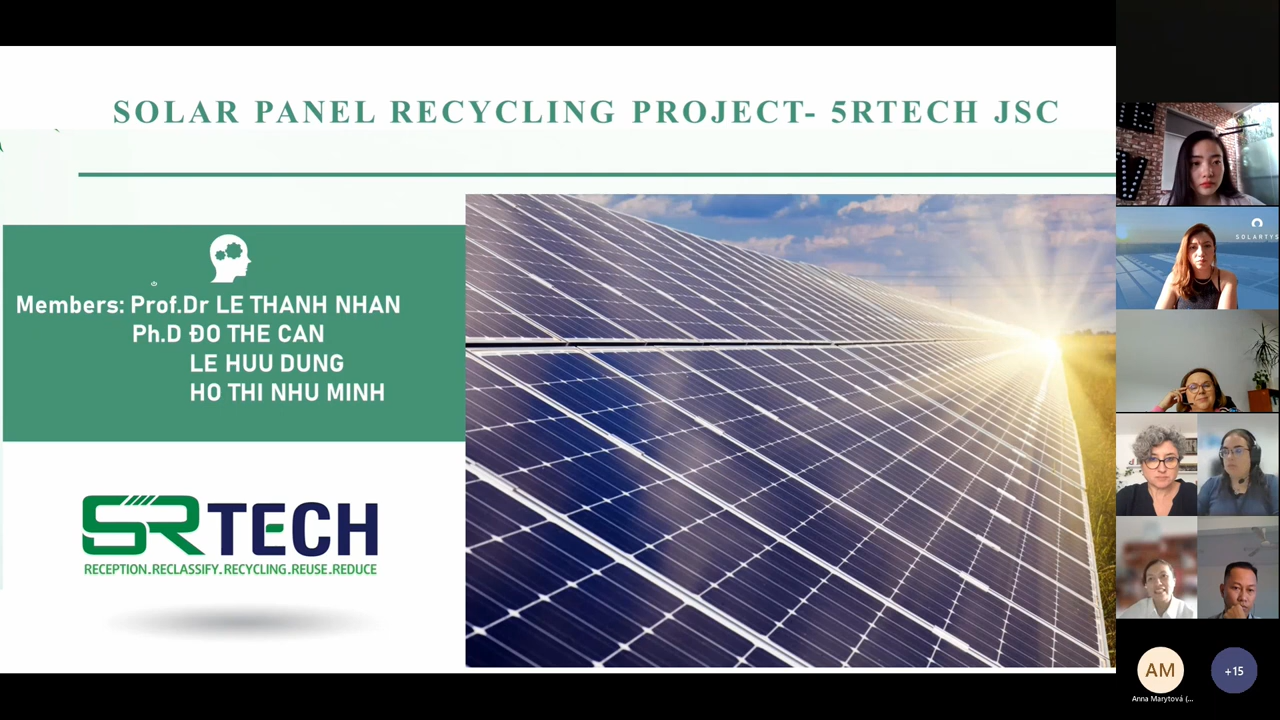 SOLAR PANEL RECYCLING PROJECT- 5RTECH JSC
Members: Prof.Dr LE THANH NHAN
Ph.D ĐO THE CAN
LE HUU DUNG
HO THI NHU MINH
5RTECH
RECEPTION.RECLASSIFY.RECYCLING.REUSE.REDUCE
SOLARTYS
AM
+15
Anna Marytová (...